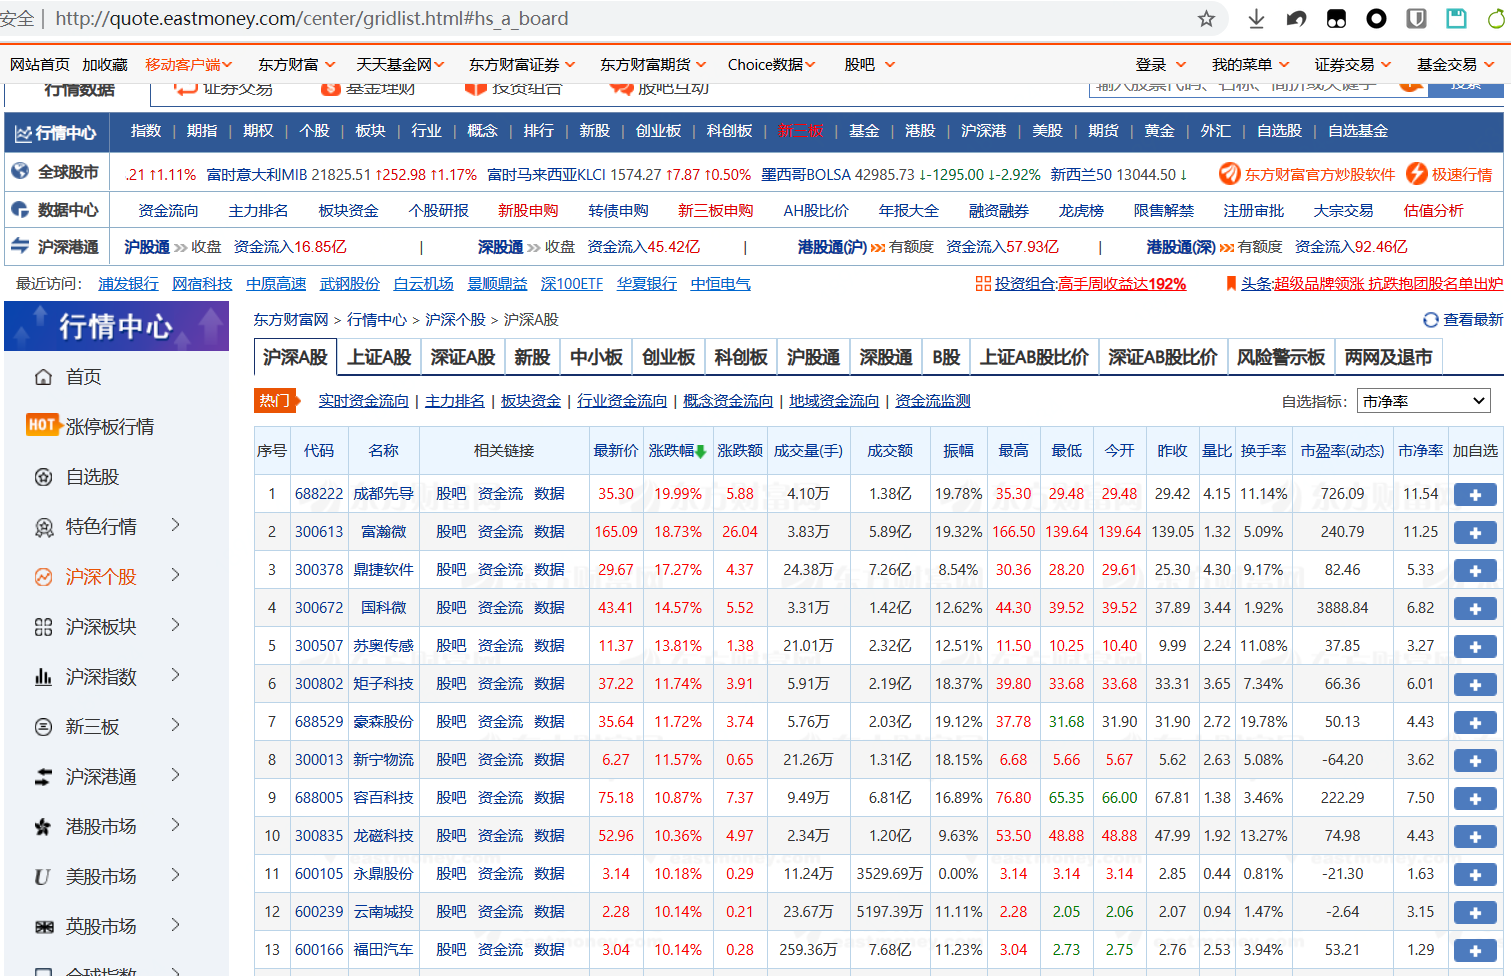 安全 | http://quote.eastmoney.com/center/gridlist.html#hs_a_board
网站首页 加收藏 移动客户端 东方财富 天天基金网 东方财富证券 东方财富期货 Choice数据 股吧 登录 我的菜单 证券交易 基金交易
行情数据 证券交易 基金理财 投资组合 股吧互动 输入股票代码、名称、简拼或关键字 搜索
行情中心 指数 | 期指 | 期权 | 个股 | 板块 | 行业 | 概念 | 排行 | 新股 | 创业板 | 科创板 | 新三板 | 基金 | 港股 | 沪深港 | 美股 | 期货 | 黄金 | 外汇 | 自选股 | 自选基金
全球股市 .21 ↑1.11% 富时意大利MIB 21825.51 ↑252.98 ↑1.17% 富时马来西亚KLCI 1574.27 ↑7.87 ↑0.50% 墨西哥BOLSA 42985.73 ↓-1295.00 ↓-2.92% 新西兰50 13044.50 ↓ 东方财富官方炒股软件 极速行情
数据中心 资金流向 主力排名 板块资金 个股研报 新股申购 转债申购 新三板申购 AH股比价 年报大全 融资融券 龙虎榜 限售解禁 注册审批 大宗交易 估值分析
沪深港通 沪股通 收盘 资金流入16.85亿 | 深股通 收盘 资金流入45.42亿 | 港股通(沪) 有额度 资金流入57.93亿 | 港股通(深) 有额度 资金流入92.46亿
最近访问： 浦发银行 网宿科技 中原高速 武钢股份 白云机场 景顺鼎益 深100ETF 华夏银行 中恒电气 投资组合:高手周收益达192% 头条:超级品牌领涨 抗跌抱团股名单出炉
行情中心
首页
HOT 涨停板行情
自选股
特色行情
沪深个股
沪深板块
沪深指数
新三板
沪深港通
港股市场
美股市场
英股市场
全球指数
东方财富网 > 行情中心 > 沪深个股 > 沪深A股 查看最新
沪深A股 上证A股 深证A股 新股 中小板 创业板 科创板 沪股通 深股通 B股 上证AB股比价 深证AB股比价 风险警示板 两网及退市
热门 实时资金流向 | 主力排名 | 板块资金 | 行业资金流向 | 概念资金流向 | 地域资金流向 | 资金流监测 自选指标： 市净率
序号 代码 名称 相关链接 最新价 涨跌幅 涨跌额 成交量(手) 成交额 振幅 最高 最低 今开 昨收 量比 换手率 市盈率(动态) 市净率 加自选
1 688222 成都先导 股吧 资金流 数据 35.30 19.99% 5.88 4.10万 1.38亿 19.78% 35.30 29.48 29.48 29.42 4.15 11.14% 726.09 11.54
2 300613 富瀚微 股吧 资金流 数据 165.09 18.73% 26.04 3.83万 5.89亿 19.32% 166.50 139.64 139.64 139.05 1.32 5.09% 240.79 11.25
3 300378 鼎捷软件 股吧 资金流 数据 29.67 17.27% 4.37 24.38万 7.26亿 8.54% 30.36 28.20 29.61 25.30 4.30 9.17% 82.46 5.33
4 300672 国科微 股吧 资金流 数据 43.41 14.57% 5.52 3.31万 1.42亿 12.62% 44.30 39.52 39.52 37.89 3.44 1.92% 3888.84 6.82
5 300507 苏奥传感 股吧 资金流 数据 11.37 13.81% 1.38 21.01万 2.32亿 12.51% 11.50 10.25 10.40 9.99 2.24 11.08% 37.85 3.27
6 300802 矩子科技 股吧 资金流 数据 37.22 11.74% 3.91 5.91万 2.19亿 18.37% 39.80 33.68 33.68 33.31 3.65 7.34% 66.36 6.01
7 688529 豪森股份 股吧 资金流 数据 35.64 11.72% 3.74 5.76万 2.03亿 19.12% 37.78 31.68 31.90 31.90 2.72 19.78% 50.13 4.43
8 300013 新宁物流 股吧 资金流 数据 6.27 11.57% 0.65 21.26万 1.31亿 18.15% 6.68 5.66 5.67 5.62 2.63 5.08% -64.20 3.62
9 688005 容百科技 股吧 资金流 数据 75.18 10.87% 7.37 9.49万 6.81亿 16.89% 76.80 65.35 66.00 67.81 1.38 3.46% 222.29 7.50
10 300835 龙磁科技 股吧 资金流 数据 52.96 10.36% 4.97 2.34万 1.20亿 9.63% 53.50 48.88 48.88 47.99 1.92 13.27% 74.98 4.43
11 600105 永鼎股份 股吧 资金流 数据 3.14 10.18% 0.29 11.24万 3529.69万 0.00% 3.14 3.14 3.14 2.85 0.44 0.81% -21.30 1.63
12 600239 云南城投 股吧 资金流 数据 2.28 10.14% 0.21 23.67万 5197.39万 11.11% 2.28 2.05 2.06 2.07 0.94 1.47% -2.64 3.15
13 600166 福田汽车 股吧 资金流 数据 3.04 10.14% 0.28 259.36万 7.68亿 11.23% 3.04 2.73 2.75 2.76 2.53 3.94% 53.21 1.29